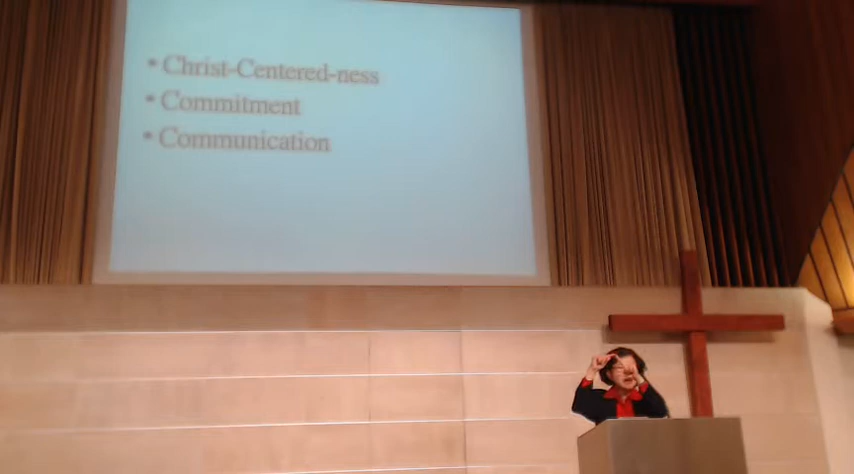 • Christ-Centered-ness
• Commitment
• Communication